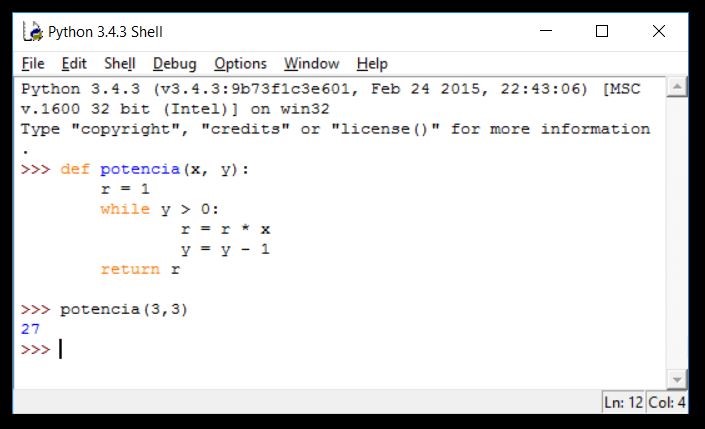 Python 3.4.3 Shell
File Edit Shell Debug Options Window Help
Python 3.4.3 (v3.4.3:9b73f1c3e601, Feb 24 2015, 22:43:06) [MSC
v.1600 32 bit (Intel)] on win32
Type "copyright", "credits" or "license()" for more information
.
>>> def potencia(x, y):
        r = 1
        while y > 0:
                r = r * x
                y = y - 1
        return r

>>> potencia(3,3)
27
>>>
Ln: 12 Col: 4